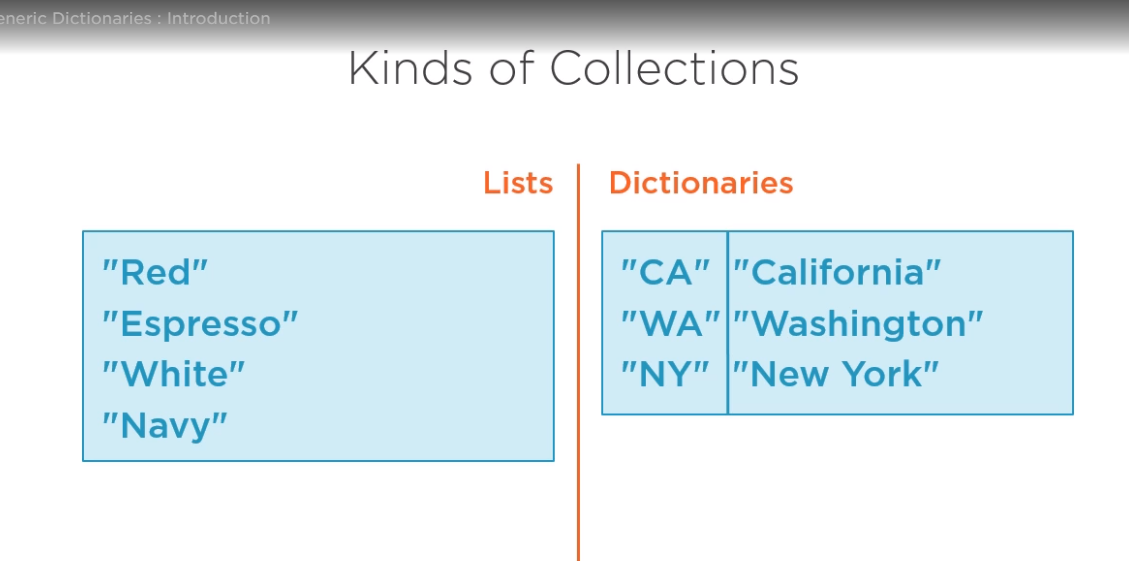 eneric Dictionaries : Introduction
Kinds of Collections
Lists
"Red"
"Espresso"
"White"
"Navy"
Dictionaries
"CA" "California"
"WA" "Washington"
"NY" "New York"